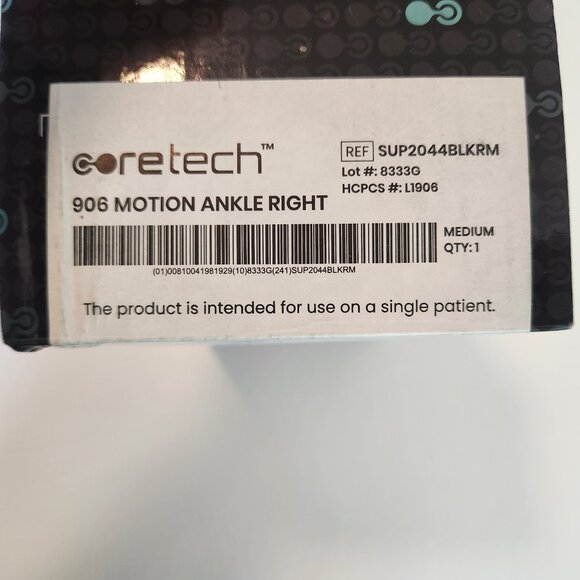 coretech™
REF SUP2044BLKRM
Lot #: 8333G
HCPCS #: L1906
906 MOTION ANKLE RIGHT
MEDIUM
QTY: 1
(01)00810041981929(10)8333G(241)SUP2044BLKRM
The product is intended for use on a single patient.